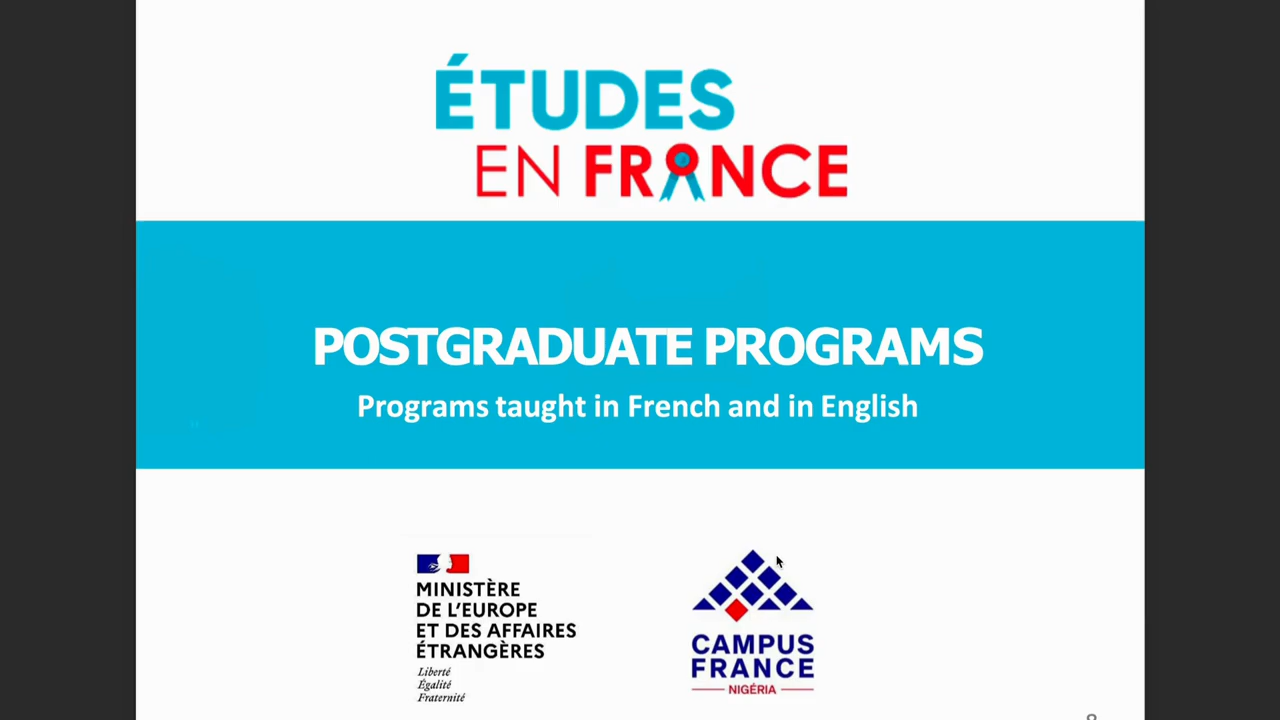 ÉTUDES
EN FRANCE
POSTGRADUATE PROGRAMS
Programs taught in French and in English
MINISTÈRE
DE L'EUROPE
ET DES AFFAIRES
ÉTRANGÈRES
Liberté
Égalité
Fraternité
CAMPUS
FRANCE
NIGÉRIA